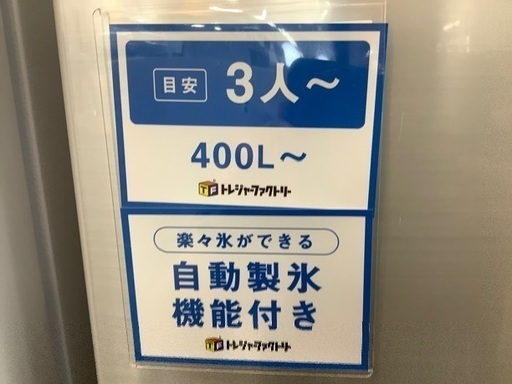 目安 3人～
400L～
TF トレジャーファクトリー
楽々氷ができる
自動製氷
機能付き
TF トレジャーファクトリー